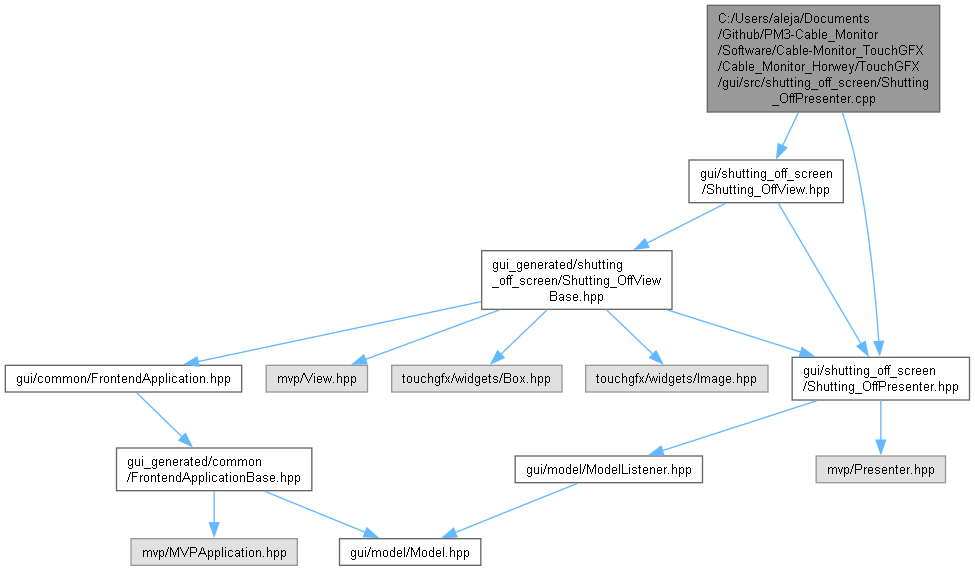 C:/Users/aleja/Documents
/Github/PM3-Cable_Monitor
/Software/Cable-Monitor_TouchGFX
/Cable_Monitor_Horwey/TouchGFX
/gui/src/shutting_off_screen/Shutting
_OffPresenter.cpp
gui/shutting_off_screen
/Shutting_OffView.hpp
gui_generated/shutting
_off_screen/Shutting_OffView
Base.hpp
gui/common/FrontendApplication.hpp
mvp/View.hpp
touchgfx/widgets/Box.hpp
touchgfx/widgets/Image.hpp
gui/shutting_off_screen
/Shutting_OffPresenter.hpp
gui_generated/common
/FrontendApplicationBase.hpp
gui/model/ModelListener.hpp
mvp/Presenter.hpp
mvp/MVPApplication.hpp
gui/model/Model.hpp